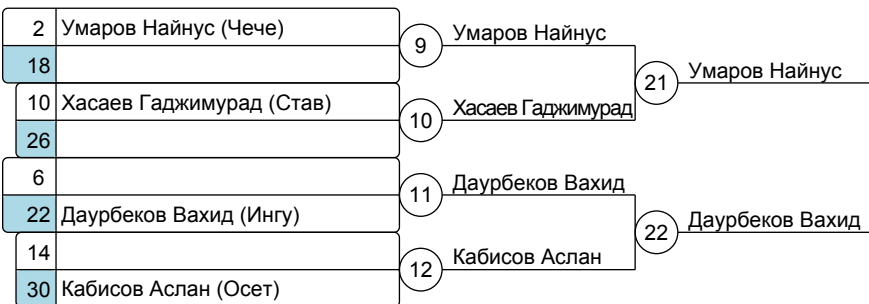 2 Умаров Найнус (Чече)
18
9 Умаров Найнус
10 Хасаев Гаджимурад (Став)
26
10 Хасаев Гаджимурад
21 Умаров Найнус
6
22 Даурбеков Вахид (Ингу)
11 Даурбеков Вахид
14
30 Кабисов Аслан (Осет)
12 Кабисов Аслан
22 Даурбеков Вахид